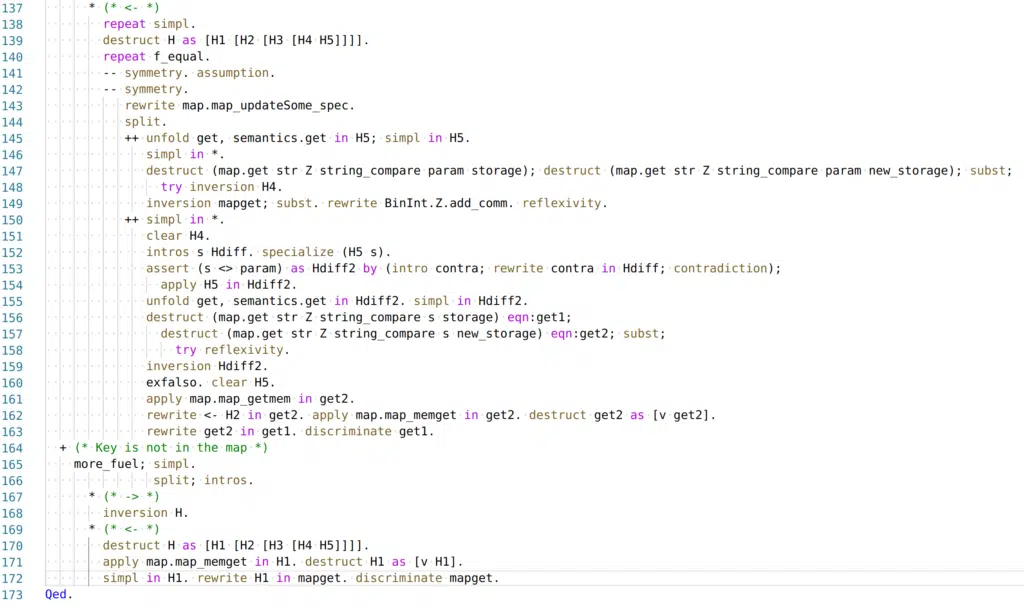 137 * (* <- *)
138 repeat simpl.
139 destruct H as [H1 [H2 [H3 [H4 H5]]]].
140 repeat f_equal.
141 -- symmetry. assumption.
142 -- symmetry.
143 rewrite map.map_updateSome_spec.
144 split.
145 ++ unfold get, semantics.get in H5; simpl in H5.
146 simpl in *.
147 destruct (map.get str Z string_compare param storage); destruct (map.get str Z string_compare param new_storage); subst;
148 try inversion H4.
149 inversion mapget; subst. rewrite BinInt.Z.add_comm. reflexivity.
150 ++ simpl in *.
151 clear H4.
152 intros s Hdiff. specialize (H5 s).
153 assert (s <> param) as Hdiff2 by (intro contra; rewrite contra in Hdiff; contradiction);
154 apply H5 in Hdiff2.
155 unfold get, semantics.get in Hdiff2. simpl in Hdiff2.
156 destruct (map.get str Z string_compare s storage) eqn:get1;
157 destruct (map.get str Z string_compare s new_storage) eqn:get2; subst;
158 try reflexivity.
159 inversion Hdiff2.
160 exfalso. clear H5.
161 apply map.map_getmem in get2.
162 rewrite <- H2 in get2. apply map.map_memget in get2. destruct get2 as [v get2].
163 rewrite get2 in get1. discriminate get1.
164 + (* Key is not in the map *)
165 more_fuel; simpl.
166 split; intros.
167 * (* -> *)
168 inversion H.
169 * (* <- *)
170 destruct H as [H1 [H2 [H3 [H4 H5]]]].
171 apply map.map_memget in H1. destruct H1 as [v H1].
172 simpl in H1. rewrite H1 in mapget. discriminate mapget.
173 Qed.